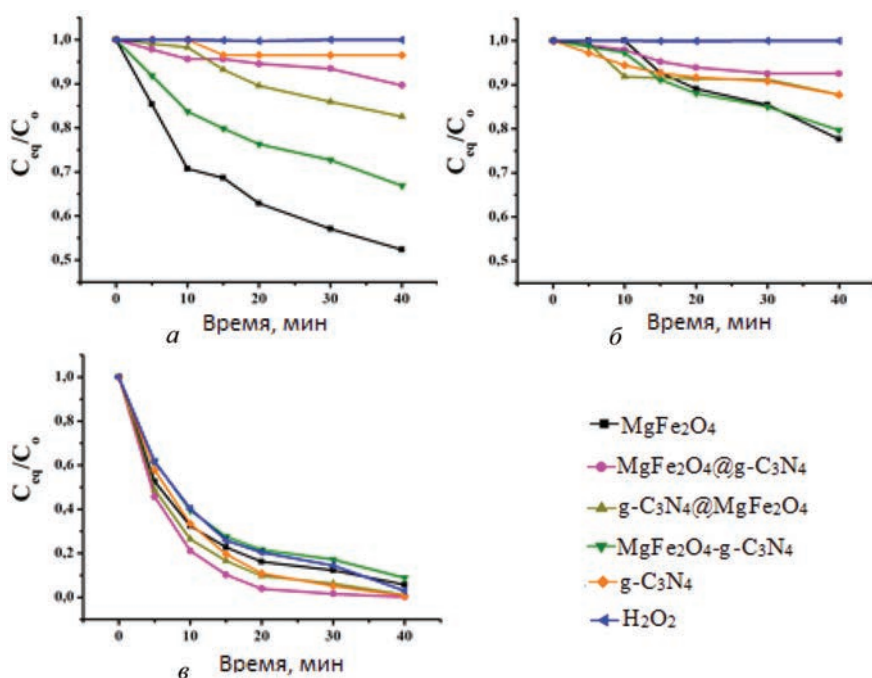 1,0
0,9
0,8
0,7
0,6
0,5
C_eq/C_o
0 10 20 30 40
Время, мин
а
1,0
0,9
0,8
0,7
0,6
0,5
C_eq/C_o
0 10 20 30 40
Время, мин
б
1,0
0,8
0,6
0,4
0,2
0,0
C_eq/C_o
0 10 20 30 40
Время, мин
в
MgFe₂O₄
MgFe₂O₄@g-C₃N₄
g-C₃N₄@MgFe₂O₄
MgFe₂O₄-g-C₃N₄
g-C₃N₄
H₂O₂